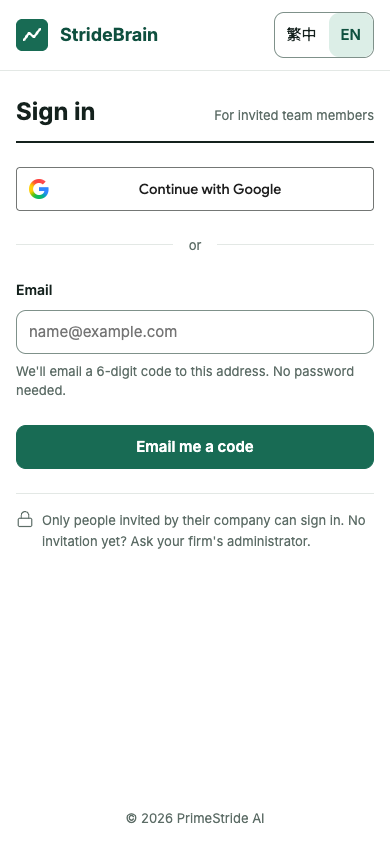 StrideBrain
繁中
EN
Sign in
For invited team members
Continue with Google
or
Email
name@example.com
We'll email a 6-digit code to this address. No password
needed.
Email me a code
Only people invited by their company can sign in. No
invitation yet? Ask your firm's administrator.
© 2026 PrimeStride AI